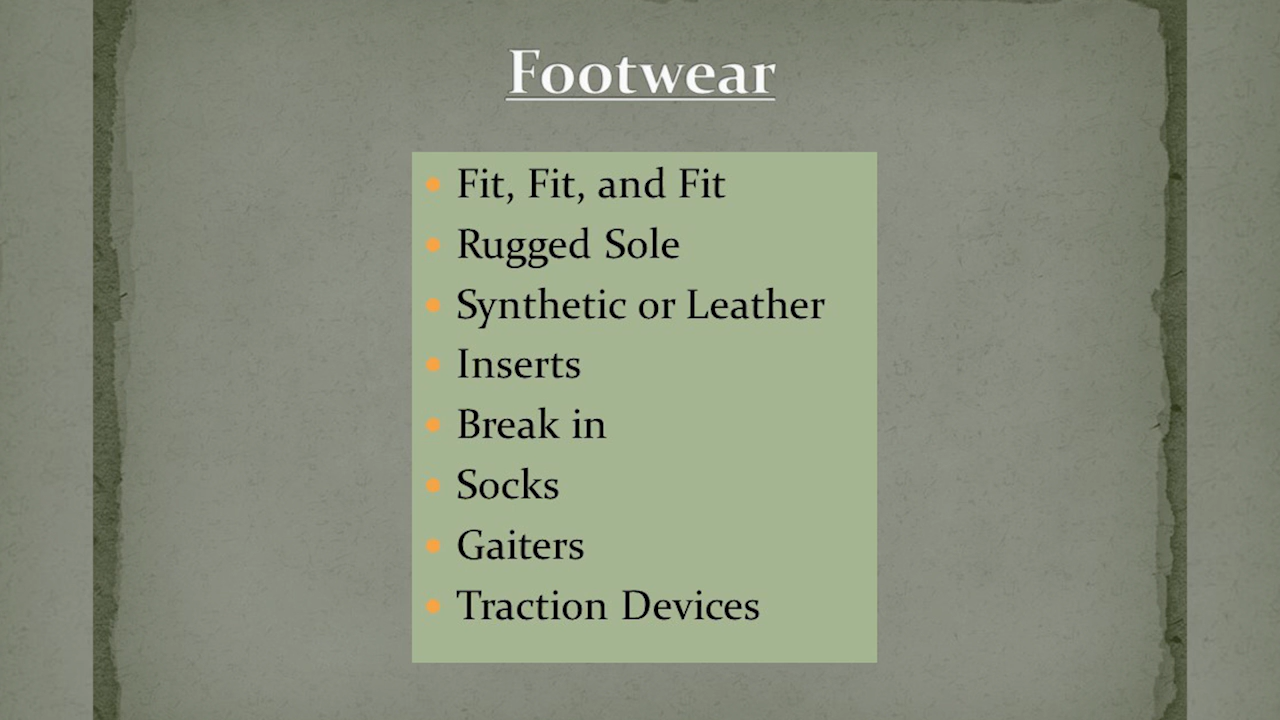 Footwear
Fit, Fit, and Fit
Rugged Sole
Synthetic or Leather
Inserts
Break in
Socks
Gaiters
Traction Devices